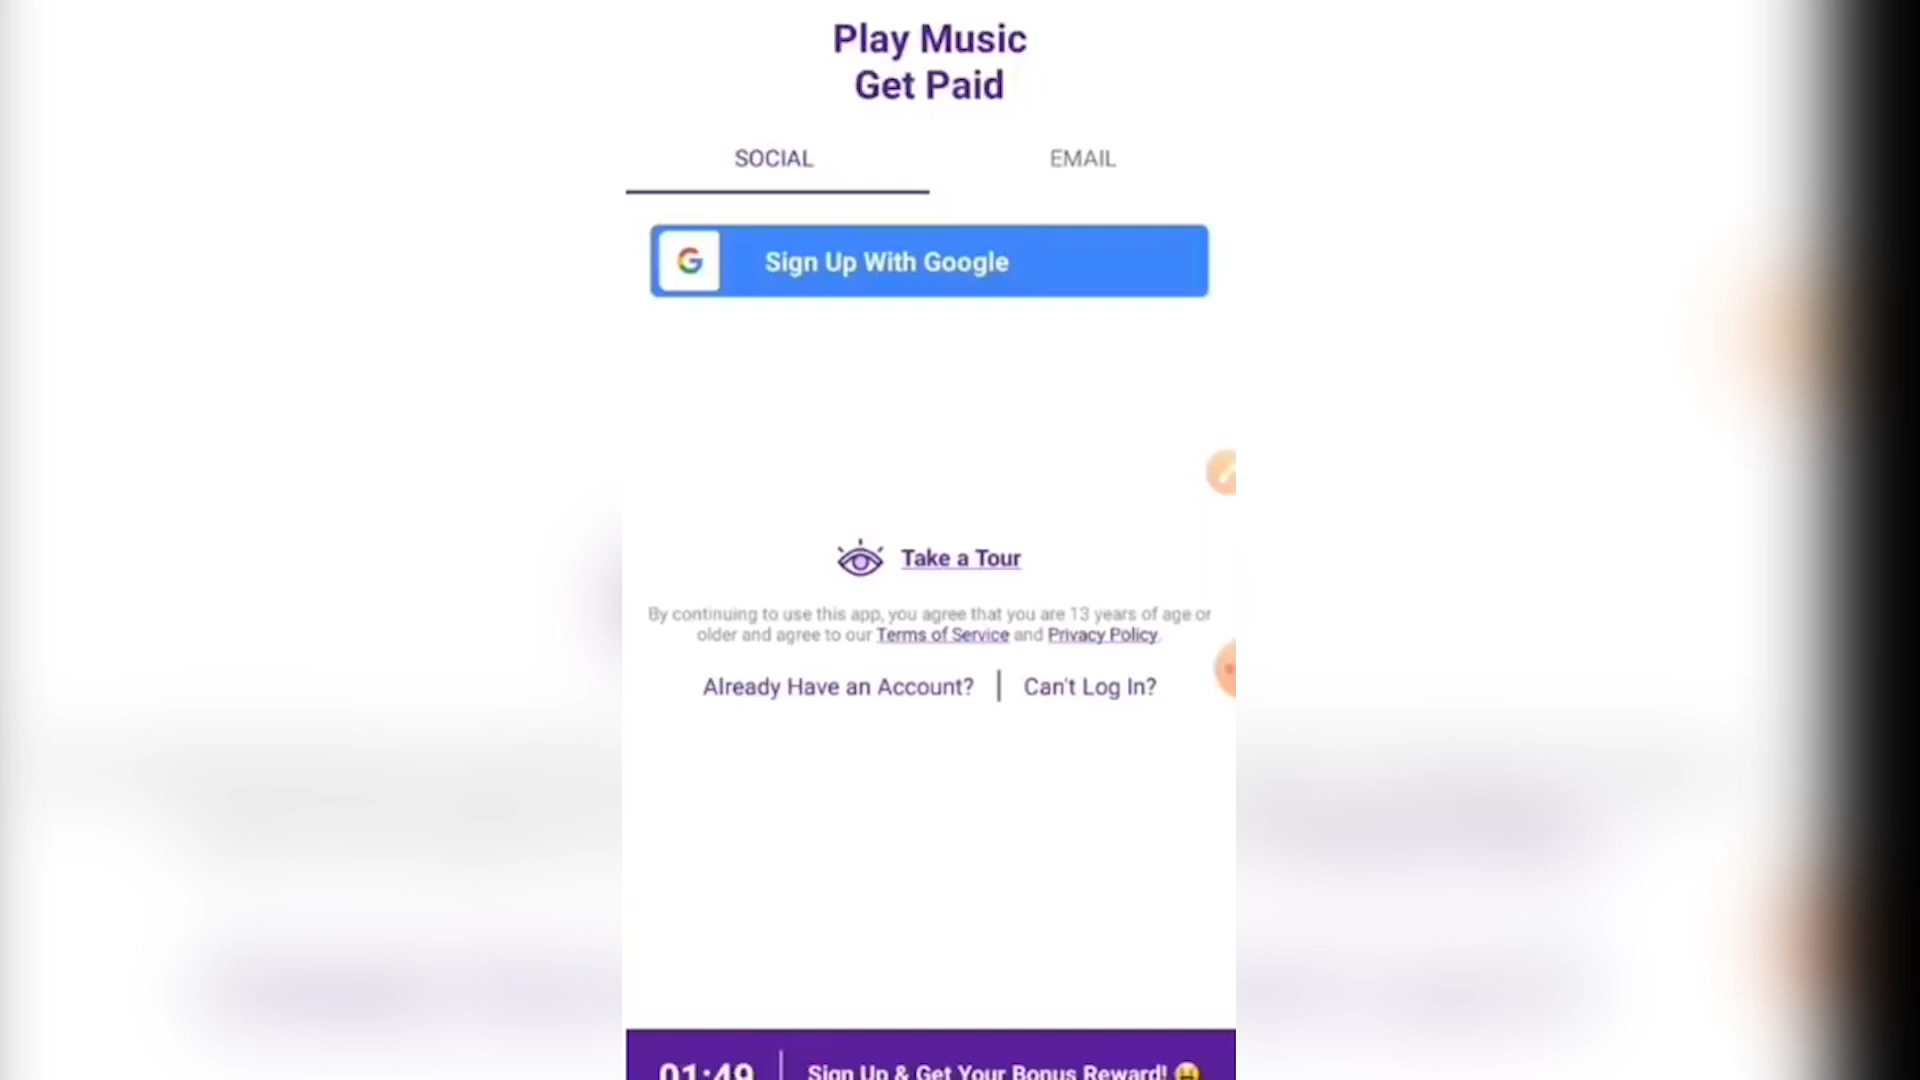 Play Music
Get Paid
SOCIAL EMAIL
G Sign Up With Google
Take a Tour
By continuing to use this app, you agree that you are 13 years of age or
older and agree to our Terms of Service and Privacy Policy.
Already Have an Account? | Can't Log In?
01:49 | Sign Up & Get Your Bonus Reward! 😀